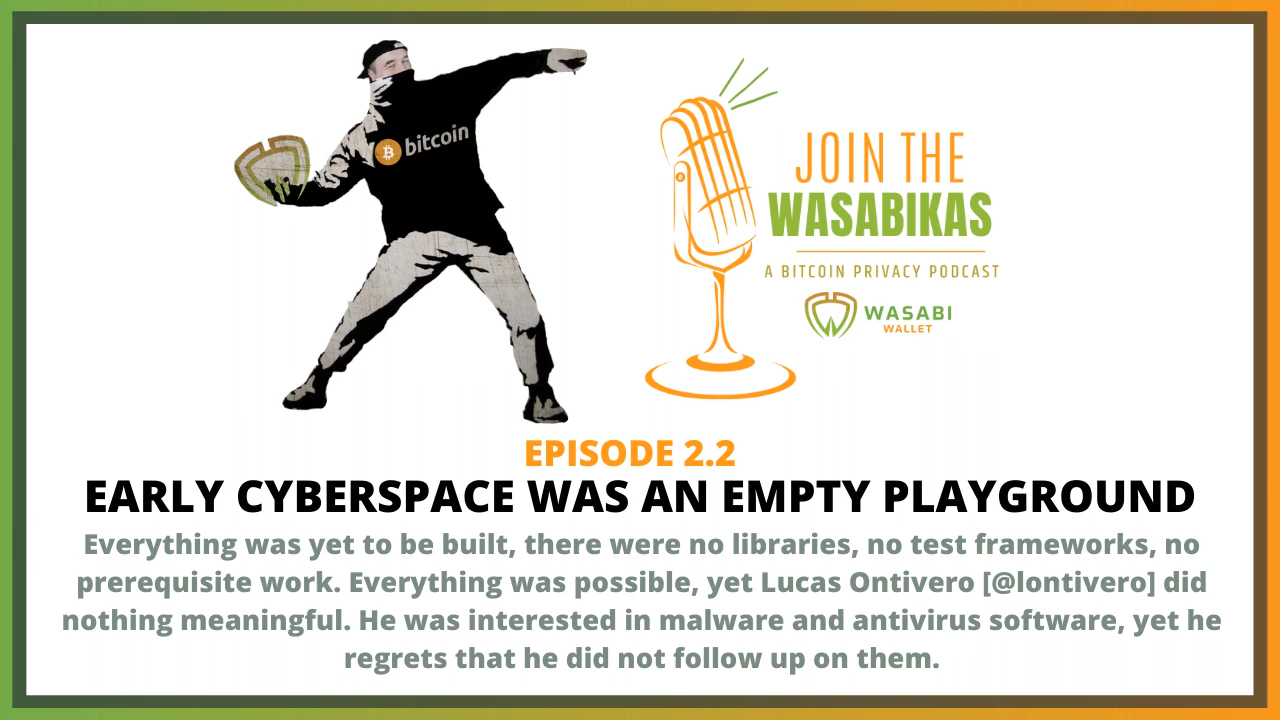 bitcoin
JOIN THE
WASABIKAS
A BITCOIN PRIVACY PODCAST
WASABI
WALLET
EPISODE 2.2
EARLY CYBERSPACE WAS AN EMPTY PLAYGROUND
Everything was yet to be built, there were no libraries, no test frameworks, no
prerequisite work. Everything was possible, yet Lucas Ontivero [@lontivero] did
nothing meaningful. He was interested in malware and antivirus software, yet he
regrets that he did not follow up on them.